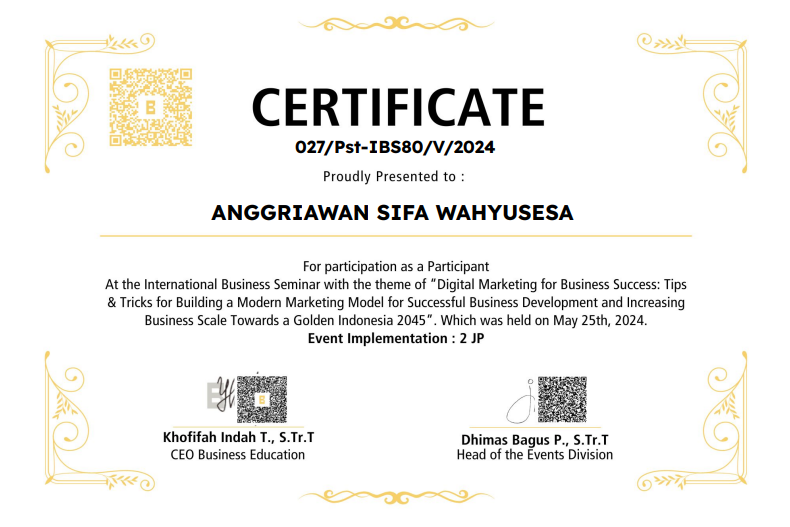 CERTIFICATE
027/Pst-IBS80/V/2024
Proudly Presented to :
ANGGRIAWAN SIFA WAHYUSESA
For participation as a Participant
At the International Business Seminar with the theme of “Digital Marketing for Business Success: Tips
& Tricks for Building a Modern Marketing Model for Successful Business Development and Increasing
Business Scale Towards a Golden Indonesia 2045”. Which was held on May 25th, 2024.
Event Implementation : 2 JP
Khofifah Indah T., S.Tr.T
CEO Business Education
Dhimas Bagus P., S.Tr.T
Head of the Events Division